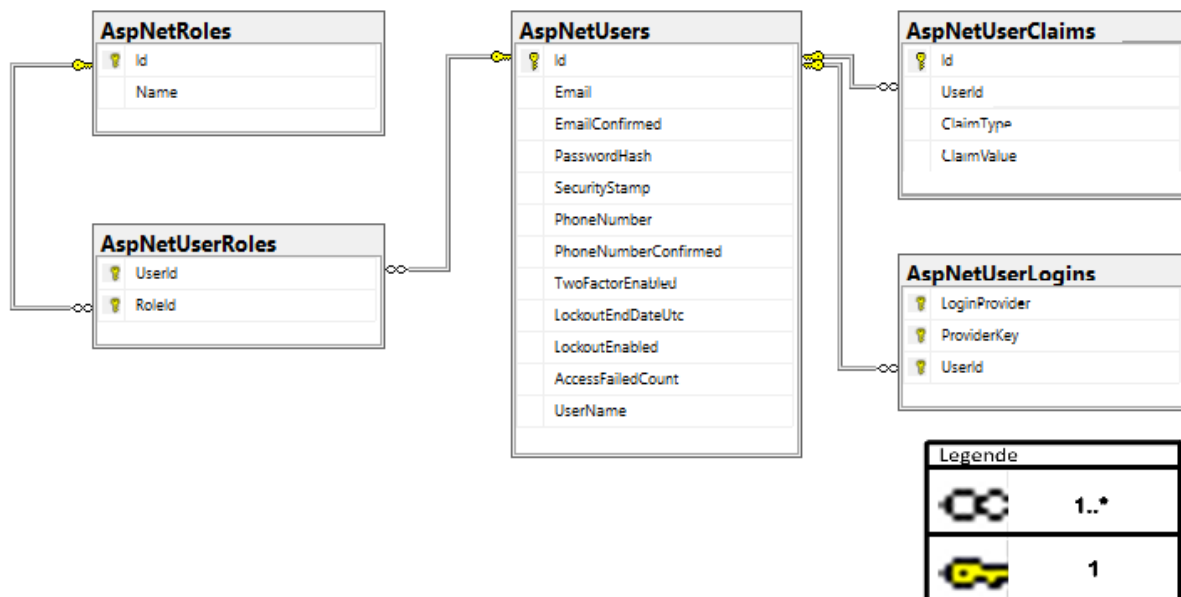 AspNetRoles
Id
Name
AspNetUserRoles
UserId
RoleId
AspNetUsers
Id
Email
EmailConfirmed
PasswordHash
SecurityStamp
PhoneNumber
PhoneNumberConfirmed
TwoFactorEnabled
LockoutEndDateUtc
LockoutEnabled
AccessFailedCount
UserName
AspNetUserClaims
Id
UserId
ClaimType
ClaimValue
AspNetUserLogins
LoginProvider
ProviderKey
UserId
Legende
1..*
1